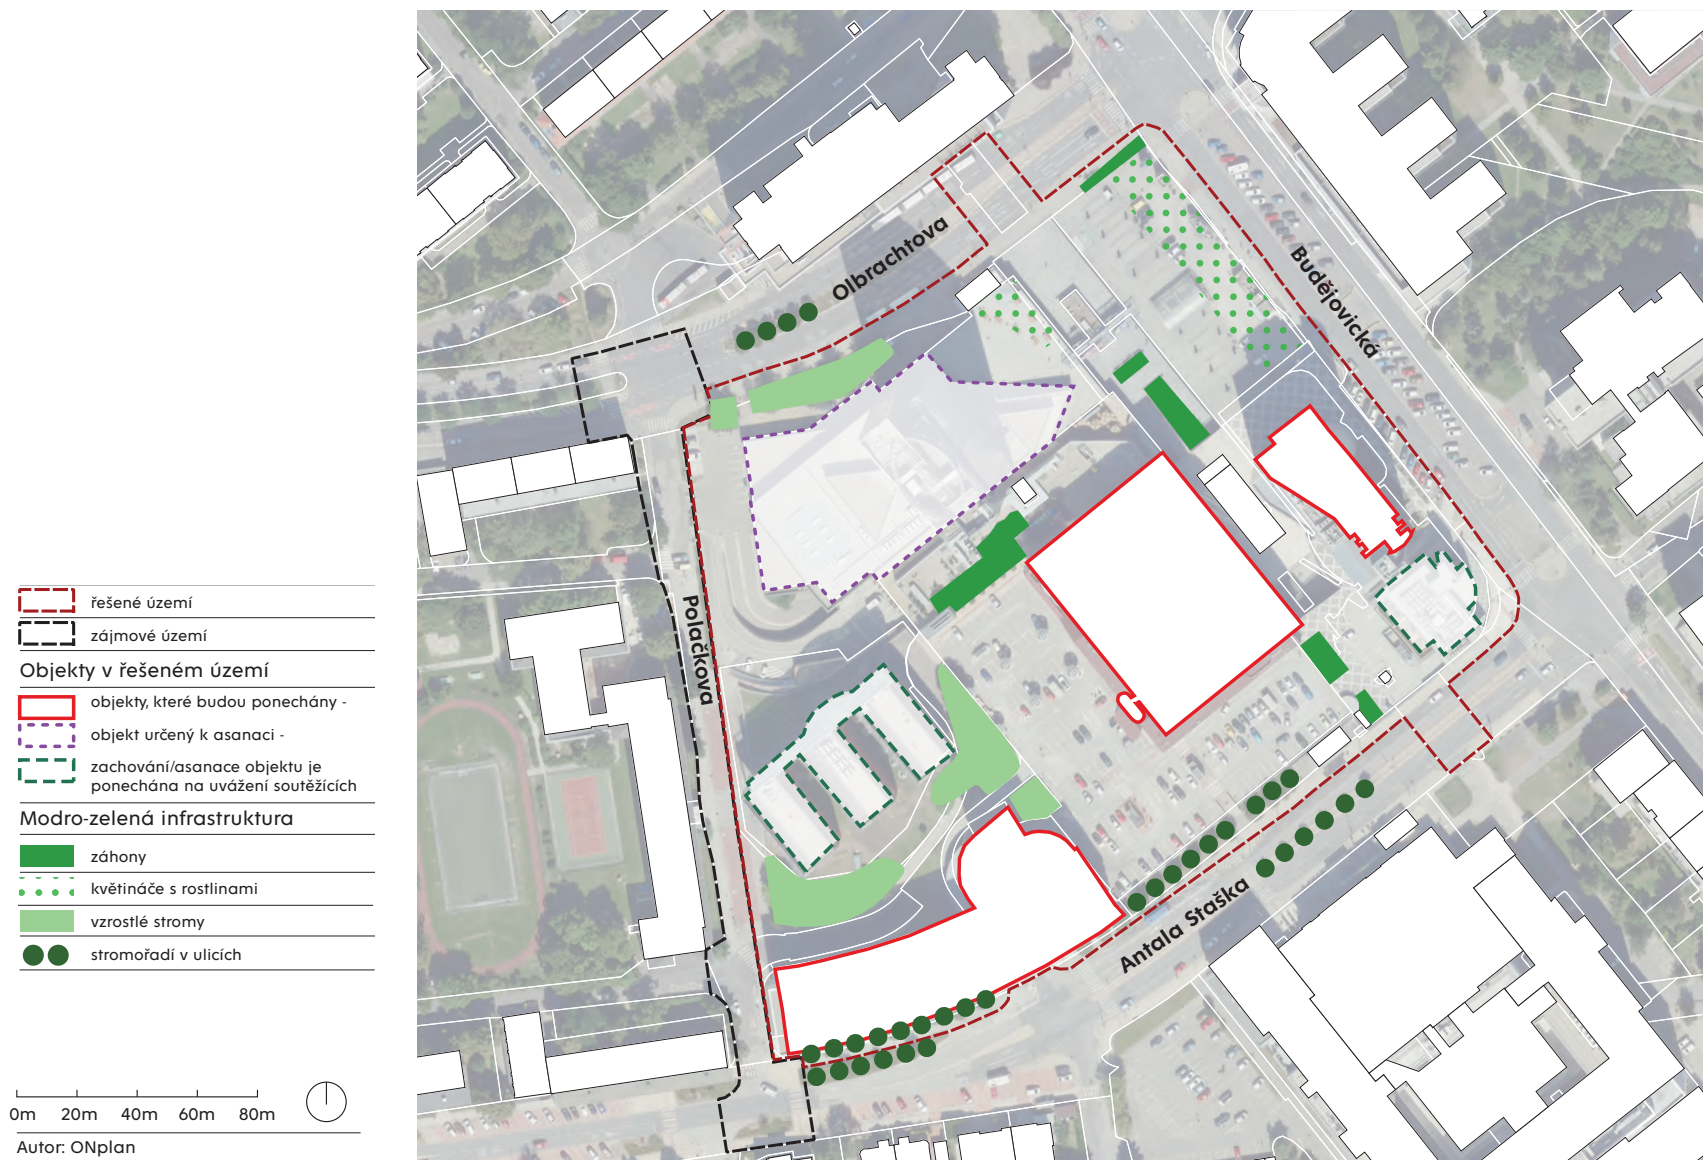 řešené území
zájmové území
Objekty v řešeném území
objekty, které budou ponechány -
objekt určený k asanaci -
zachování/asanace objektu je
ponechána na uvážení soutěžících
Modro-zelená infrastruktura
záhony
květináče s rostlinami
vzrostlé stromy
stromořadí v ulicích
0m 20m 40m 60m 80m
Autor: ONplan
Olbrachtova
Budějovická
Polačkova
Antala Staška